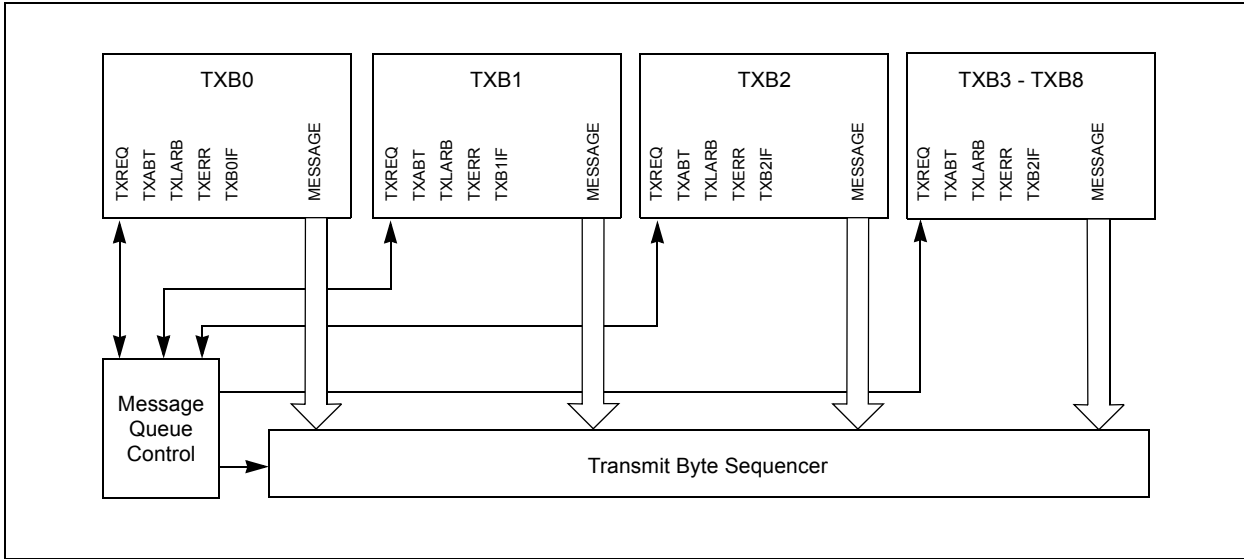 TXB0
TXREQ
TXABT
TXLARB
TXERR
TXB0IF
MESSAGE
TXB1
TXREQ
TXABT
TXLARB
TXERR
TXB1IF
MESSAGE
TXB2
TXREQ
TXABT
TXLARB
TXERR
TXB2IF
MESSAGE
TXB3 - TXB8
TXREQ
TXABT
TXLARB
TXERR
TXB2IF
MESSAGE
Message
Queue
Control
Transmit Byte Sequencer